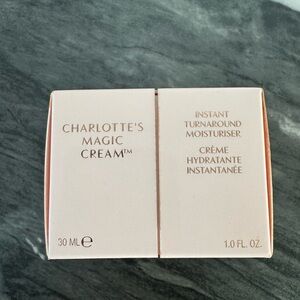 CHARLOTTE'S
MAGIC
CREAM™
30 ML ℮
INSTANT
TURNAROUND
MOISTURISER
CRÈME
HYDRATANTE
INSTANTANÉE
1.0 FL. OZ.